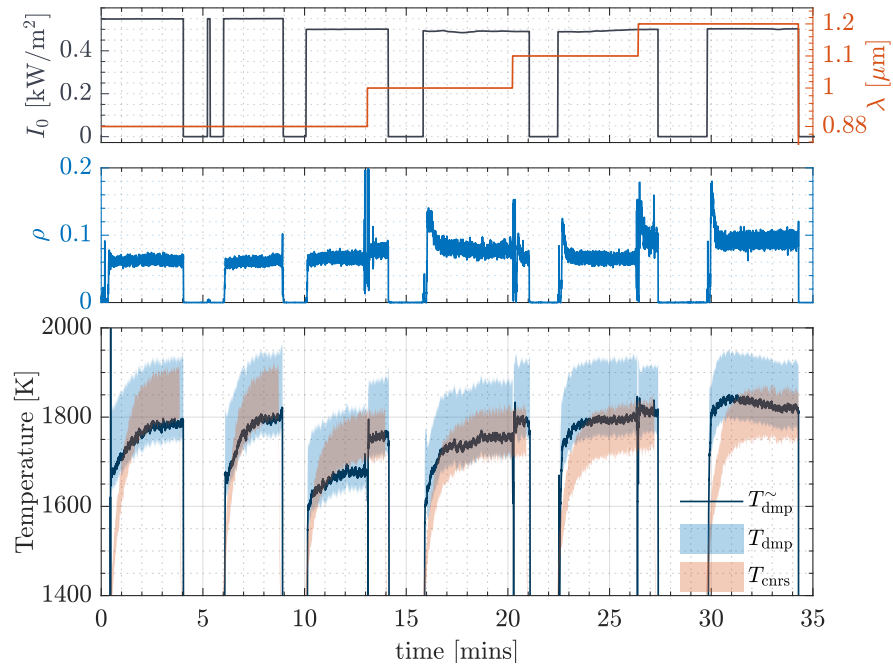 I₀ [kW/m²]
0.4
0.2
0
1.2
1.1
1
0.88
λ [μm]
ρ
0.2
0.1
0
Temperature [K]
2000
1800
1600
1400
T~dmp
Tdmp
Tcnrs
0 5 10 15 20 25 30 35
time [mins]